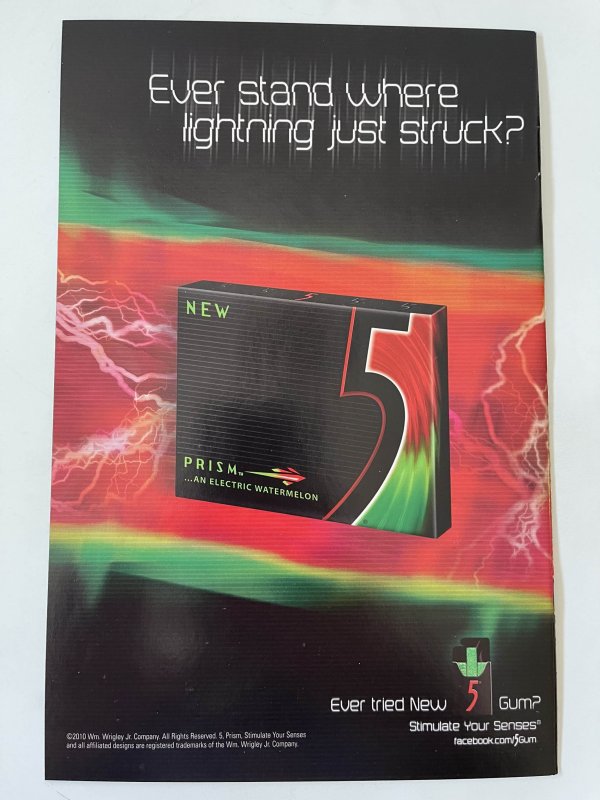 Ever stand where
lightning just struck?
NEW
5
5
PRISM™
...AN ELECTRIC WATERMELON
Ever tried New 5 Gum?
Stimulate Your Senses®
facebook.com/5Gum
©2010 Wm. Wrigley Jr. Company. All Rights Reserved. 5, Prism, Stimulate Your Senses
and all affiliated designs are registered trademarks of the Wm. Wrigley Jr. Company.